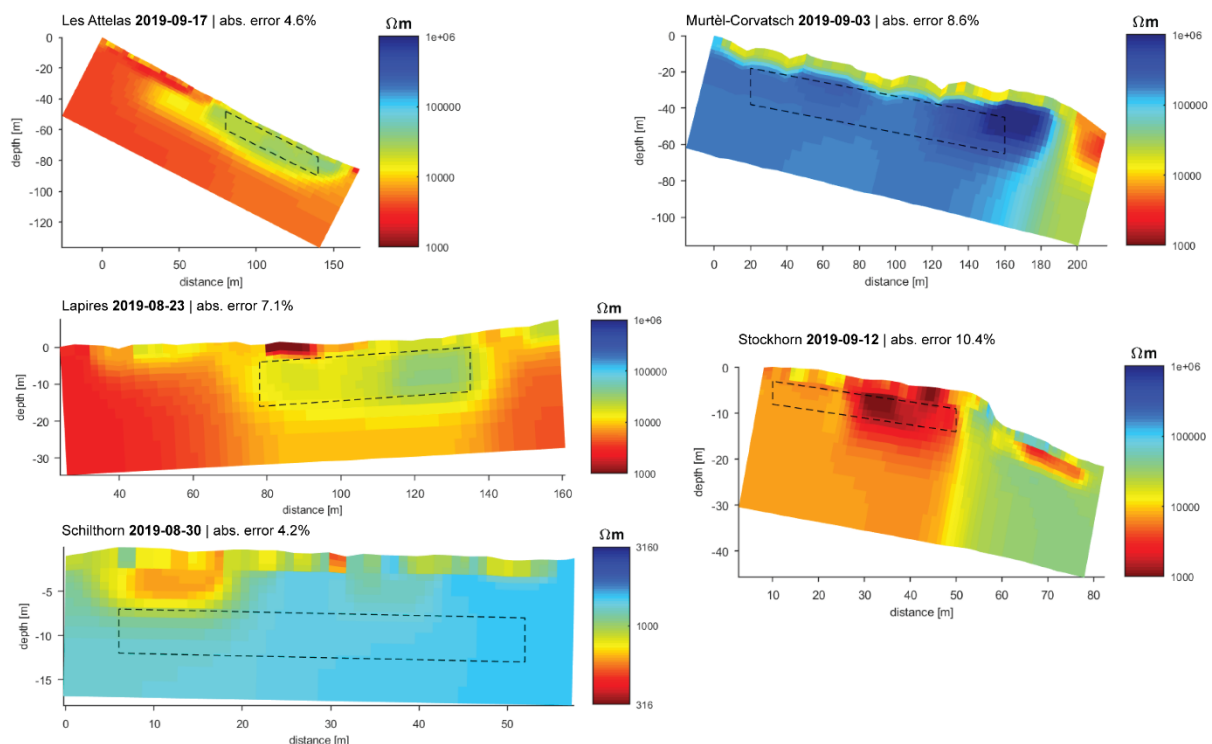 Les Attelas 2019-09-17 | abs. error 4.6%
Ωm
0
-20
-40
-60
-80
-100
-120
depth [m]
0 50 100 150
distance [m]
1e+06
100000
10000
1000
Murtèl-Corvatsch 2019-09-03 | abs. error 8.6%
Ωm
0
-20
-40
-60
-80
-100
depth [m]
0 20 40 60 80 100 120 140 160 180 200
distance [m]
1e+06
100000
10000
1000
Lapires 2019-08-23 | abs. error 7.1%
Ωm
0
-10
-20
-30
depth [m]
40 60 80 100 120 140 160
distance [m]
1e+06
100000
10000
1000
Stockhorn 2019-09-12 | abs. error 10.4%
Ωm
0
-10
-20
-30
-40
depth [m]
10 20 30 40 50 60 70 80
distance [m]
1e+06
100000
10000
1000
Schilthorn 2019-08-30 | abs. error 4.2%
Ωm
-5
-10
-15
depth [m]
0 10 20 30 40 50
distance [m]
3160
1000
316